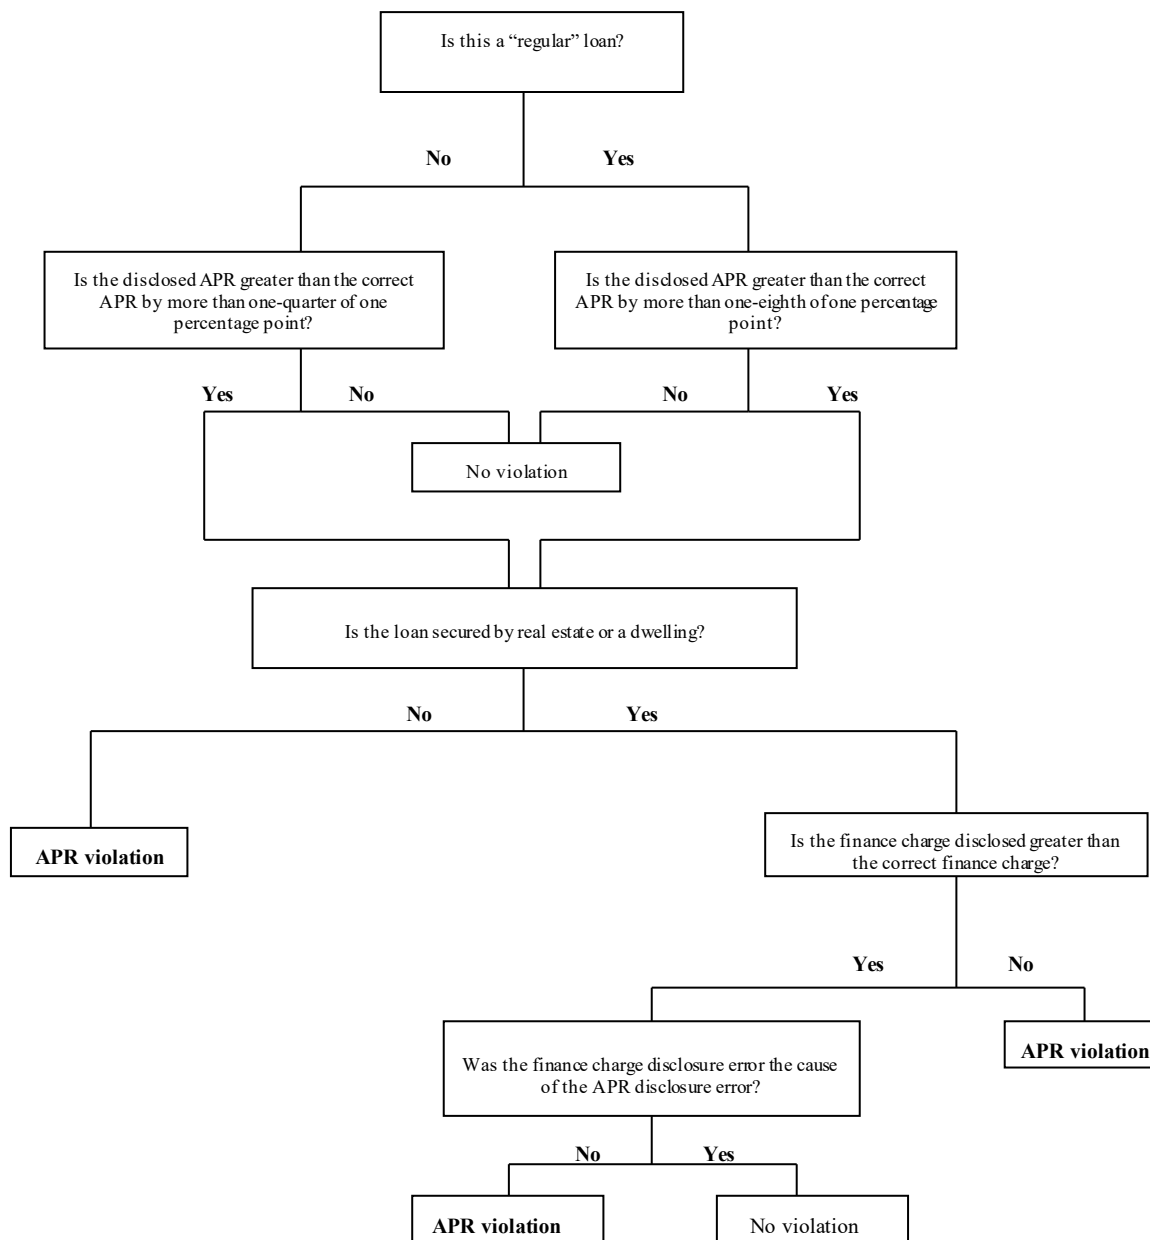 Is this a “regular” loan?
No
Yes
Is the disclosed APR greater than the correct
APR by more than one-quarter of one
percentage point?
Is the disclosed APR greater than the correct
APR by more than one-eighth of one percentage
point?
Yes
No
No
Yes
No violation
Is the loan secured by real estate or a dwelling?
No
Yes
APR violation
Is the finance charge disclosed greater than
the correct finance charge?
Yes
No
Was the finance charge disclosure error the cause
of the APR disclosure error?
APR violation
No
Yes
APR violation
No violation